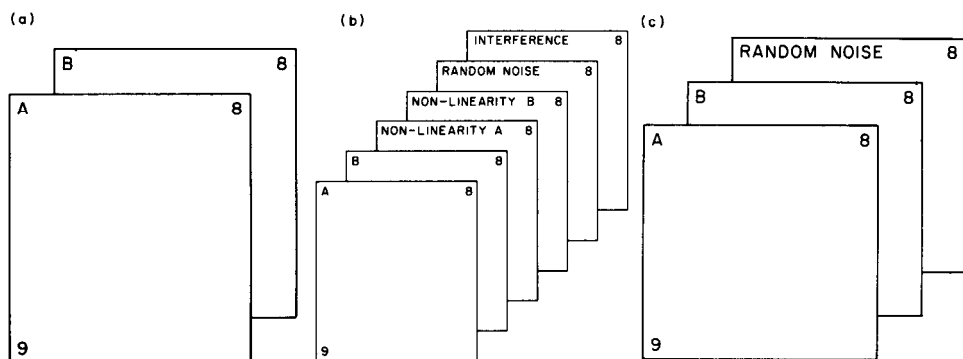 (a)
B 8
A 8
9
(b)
INTERFERENCE 8
RANDOM NOISE 8
NON-LINEARITY B 8
NON-LINEARITY A 8
B 8
A 8
9
(c)
RANDOM NOISE 8
B 8
A 8
9